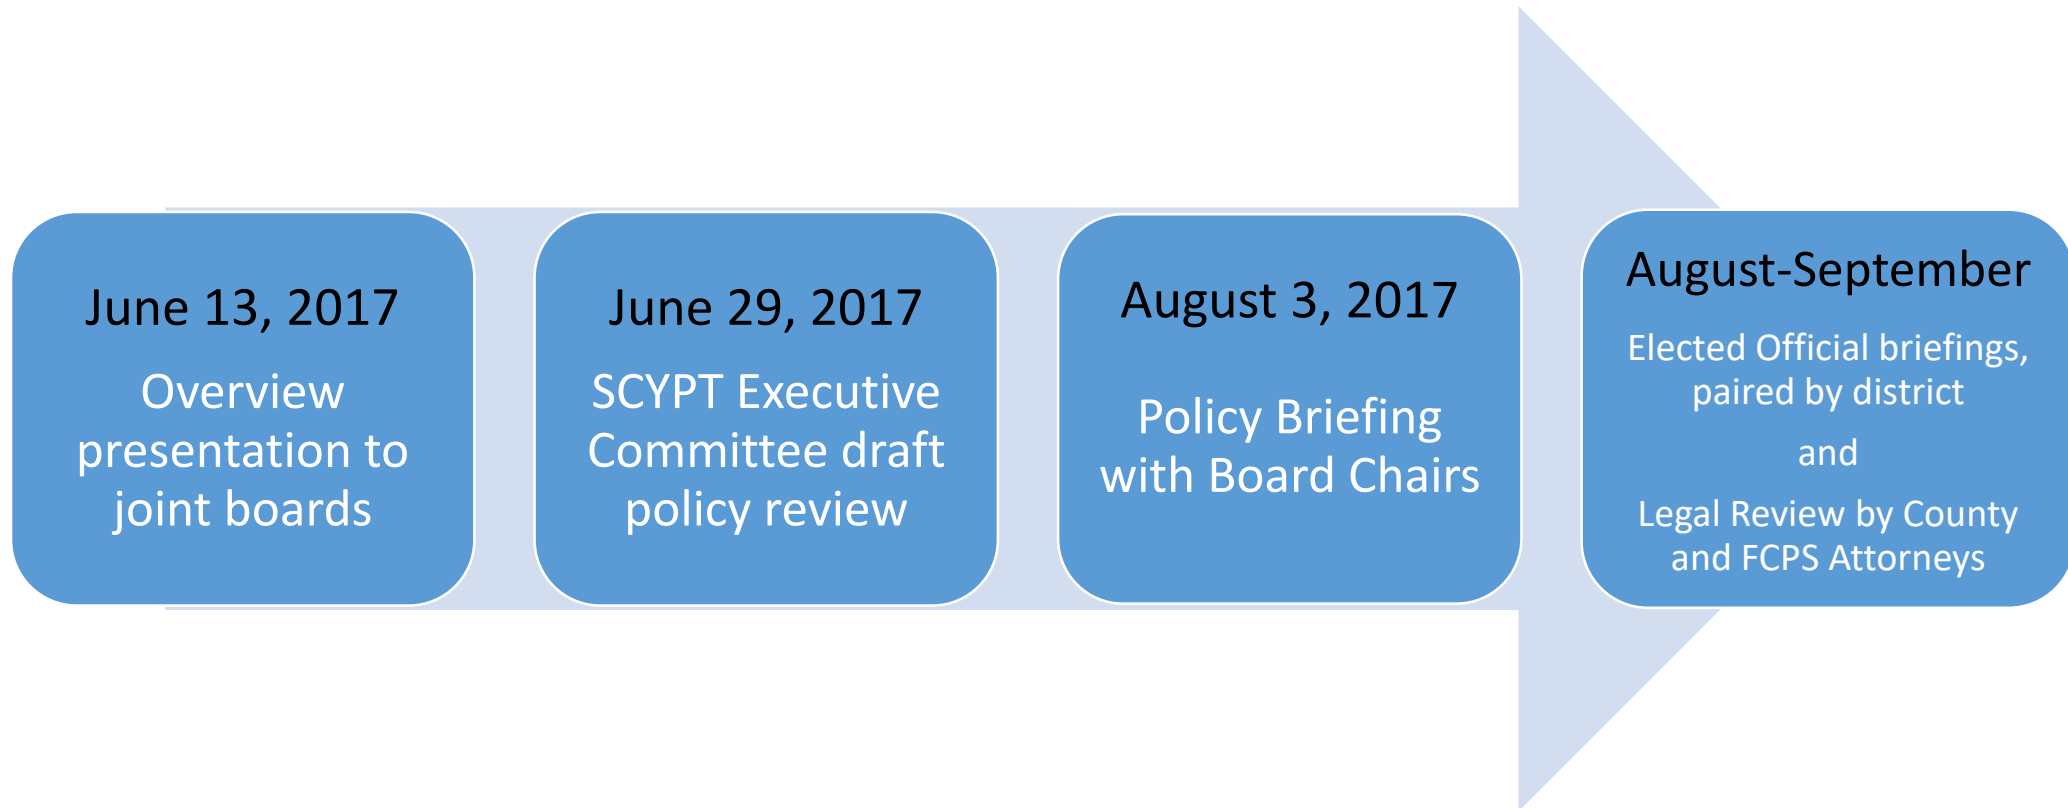 June 13, 2017
Overview
presentation to
joint boards
June 29, 2017
SCYPT Executive
Committee draft
policy review
August 3, 2017
Policy Briefing
with Board Chairs
August-September
Elected Official briefings,
paired by district
and
Legal Review by County
and FCPS Attorneys